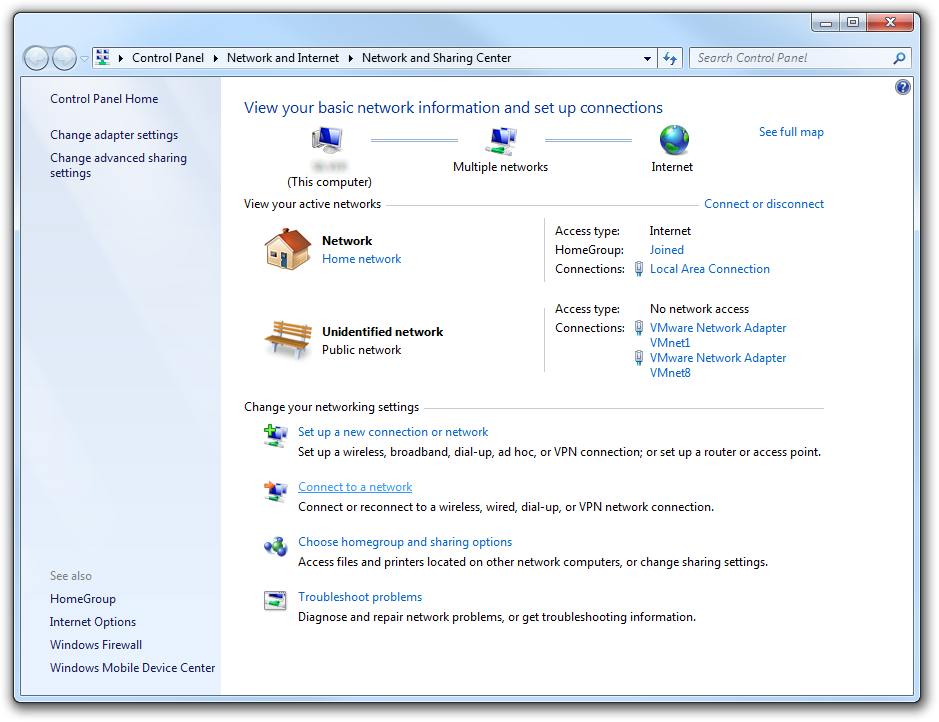 Control Panel Network and Internet Network and Sharing Center
Search Control Panel
Control Panel Home
Change adapter settings
Change advanced sharing
settings
See also
HomeGroup
Internet Options
Windows Firewall
Windows Mobile Device Center
View your basic network information and set up connections
See full map
Multiple networks
Internet
(This computer)
View your active networks
Connect or disconnect
Network
Home network
Access type: Internet
HomeGroup: Joined
Connections: Local Area Connection
Unidentified network
Public network
Access type: No network access
Connections: VMware Network Adapter
VMnet1
VMware Network Adapter
VMnet8
Change your networking settings
Set up a new connection or network
Set up a wireless, broadband, dial-up, ad hoc, or VPN connection; or set up a router or access point.
Connect to a network
Connect or reconnect to a wireless, wired, dial-up, or VPN network connection.
Choose homegroup and sharing options
Access files and printers located on other network computers, or change sharing settings.
Troubleshoot problems
Diagnose and repair network problems, or get troubleshooting information.